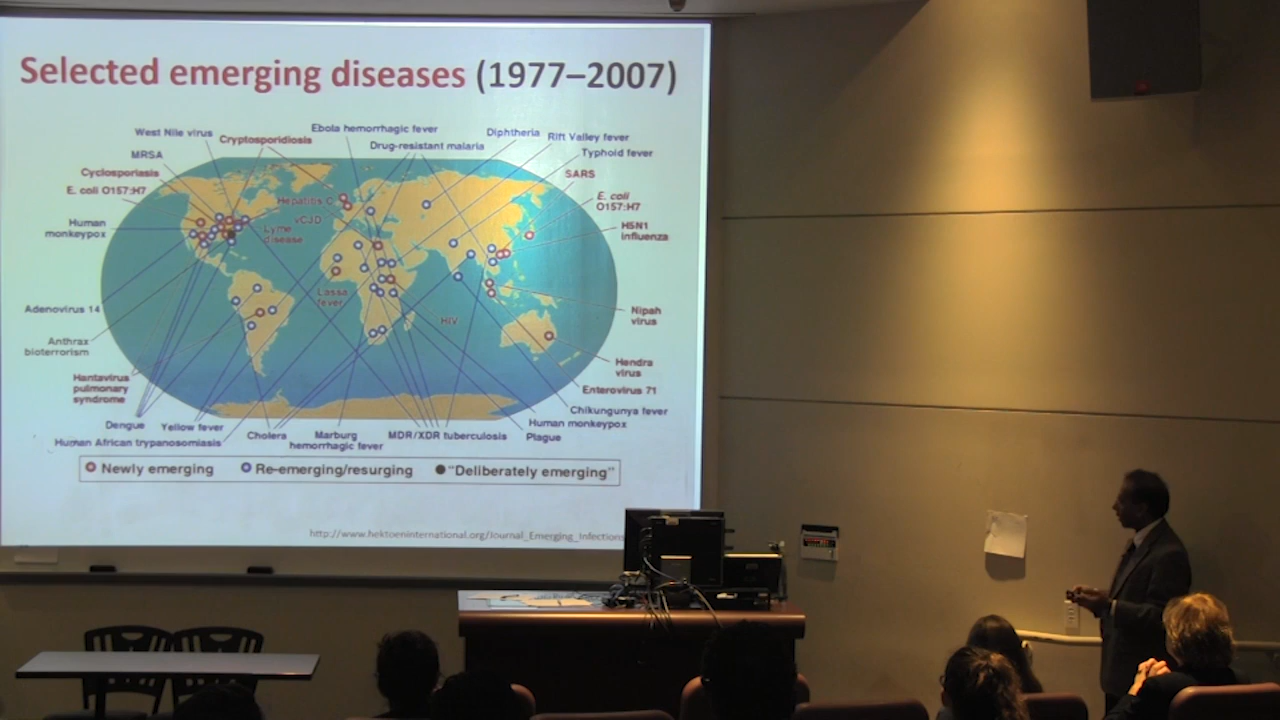 Selected emerging diseases (1977–2007)
Ebola hemorrhagic fever
West Nile virus
Cryptosporidiosis
Diphtheria
Rift Valley fever
Drug-resistant malaria
MRSA
Typhoid fever
Cyclosporiasis
SARS
E. coli O157:H7
E. coli
O157:H7
Hepatitis C
vCJD
Human
monkeypox
Lyme
disease
H5N1
influenza
Lassa
fever
HIV
Adenovirus 14
Nipah
virus
Anthrax
bioterrorism
Hendra
virus
Hantavirus
pulmonary
syndrome
Enterovirus 71
Chikungunya fever
Dengue
Yellow fever
Human monkeypox
Human African trypanosomiasis
Cholera
Marburg
hemorrhagic fever
MDR/XDR tuberculosis
Plague
Newly emerging
Re-emerging/resurging
"Deliberately emerging"
http://www.hektoeninternational.org/Journal_Emerging_Infections